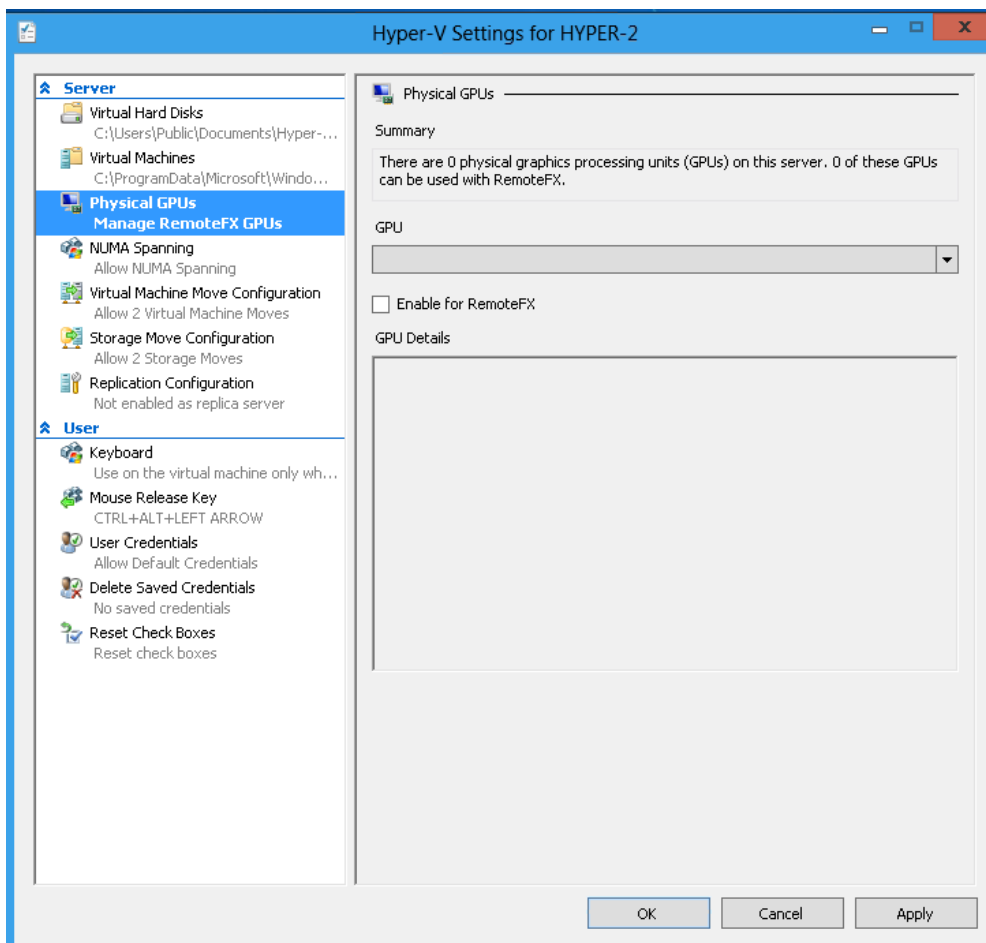 Hyper-V Settings for HYPER-2
Server
Virtual Hard Disks
C:\Users\Public\Documents\Hyper-...
Virtual Machines
C:\ProgramData\Microsoft\Windo...
Physical GPUs
Manage RemoteFX GPUs
NUMA Spanning
Allow NUMA Spanning
Virtual Machine Move Configuration
Allow 2 Virtual Machine Moves
Storage Move Configuration
Allow 2 Storage Moves
Replication Configuration
Not enabled as replica server
User
Keyboard
Use on the virtual machine only wh...
Mouse Release Key
CTRL+ALT+LEFT ARROW
User Credentials
Allow Default Credentials
Delete Saved Credentials
No saved credentials
Reset Check Boxes
Reset check boxes
Physical GPUs
Summary
There are 0 physical graphics processing units (GPUs) on this server. 0 of these GPUs
can be used with RemoteFX.
GPU
Enable for RemoteFX
GPU Details
OK
Cancel
Apply